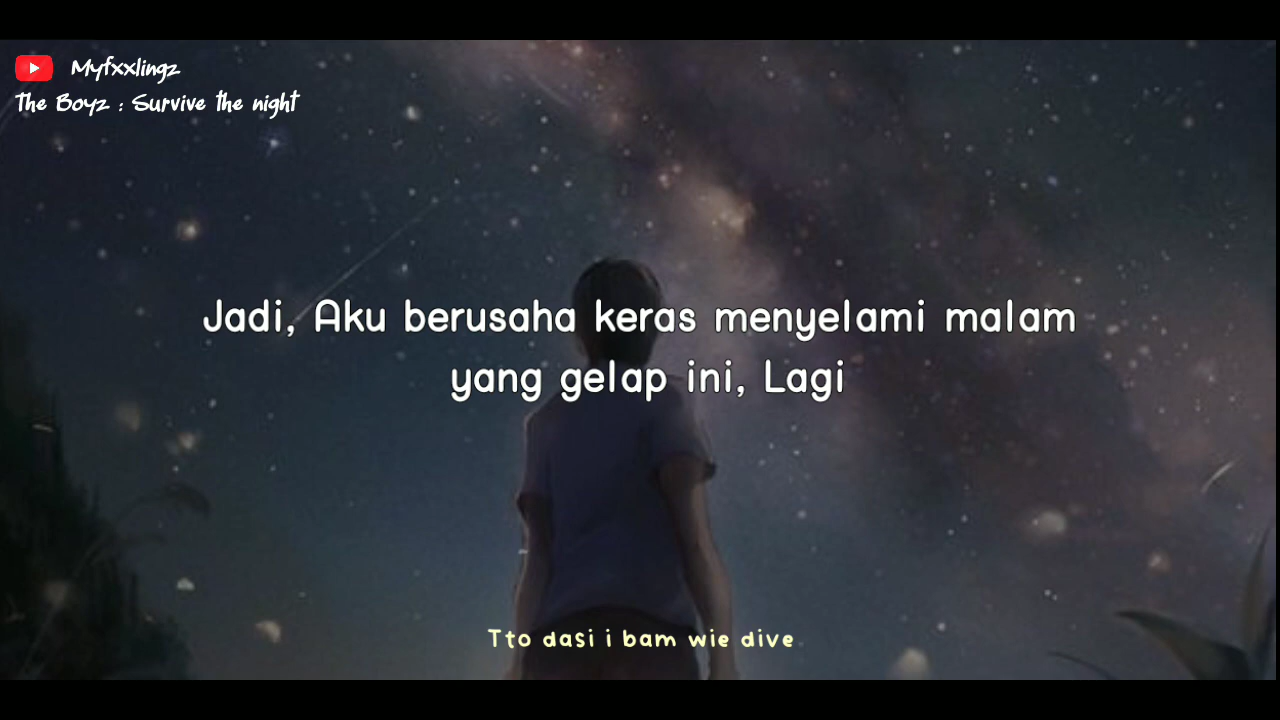 Myfxxlingz
The Boyz : Survive the night
Jadi, Aku berusaha keras menyelami malam
yang gelap ini, Lagi
Tto dasi i bam wie dive